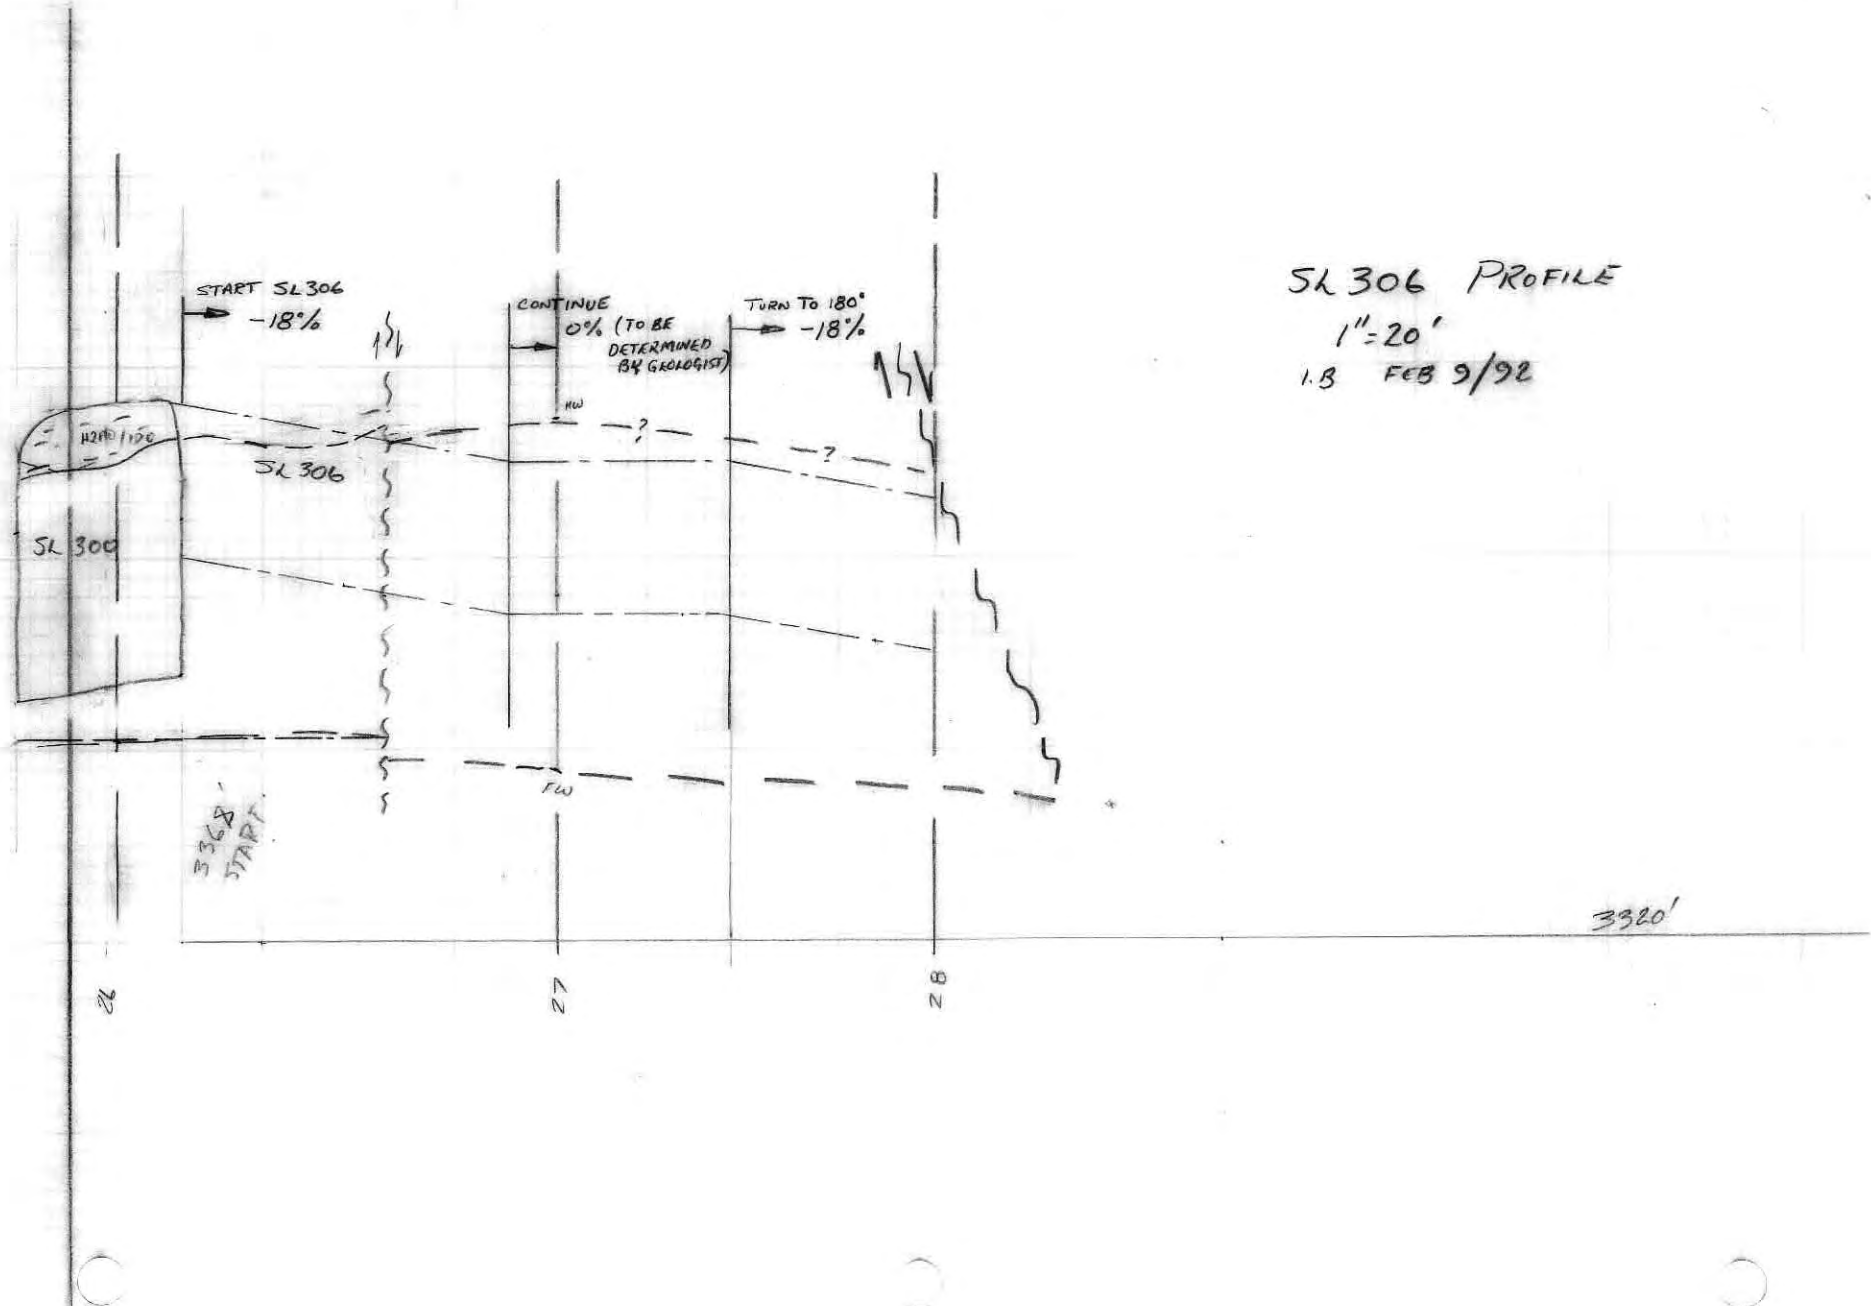 SL 306 PROFILE
1"=20'
I.B FEB 9/92
START SL306
-18%
CONTINUE
0% (TO BE
DETERMINED
BY GEOLOGIST)
TURN TO 180°
-18%
HW
?
?
SL 306
SL 300
FW
START
3320'
26
27
28